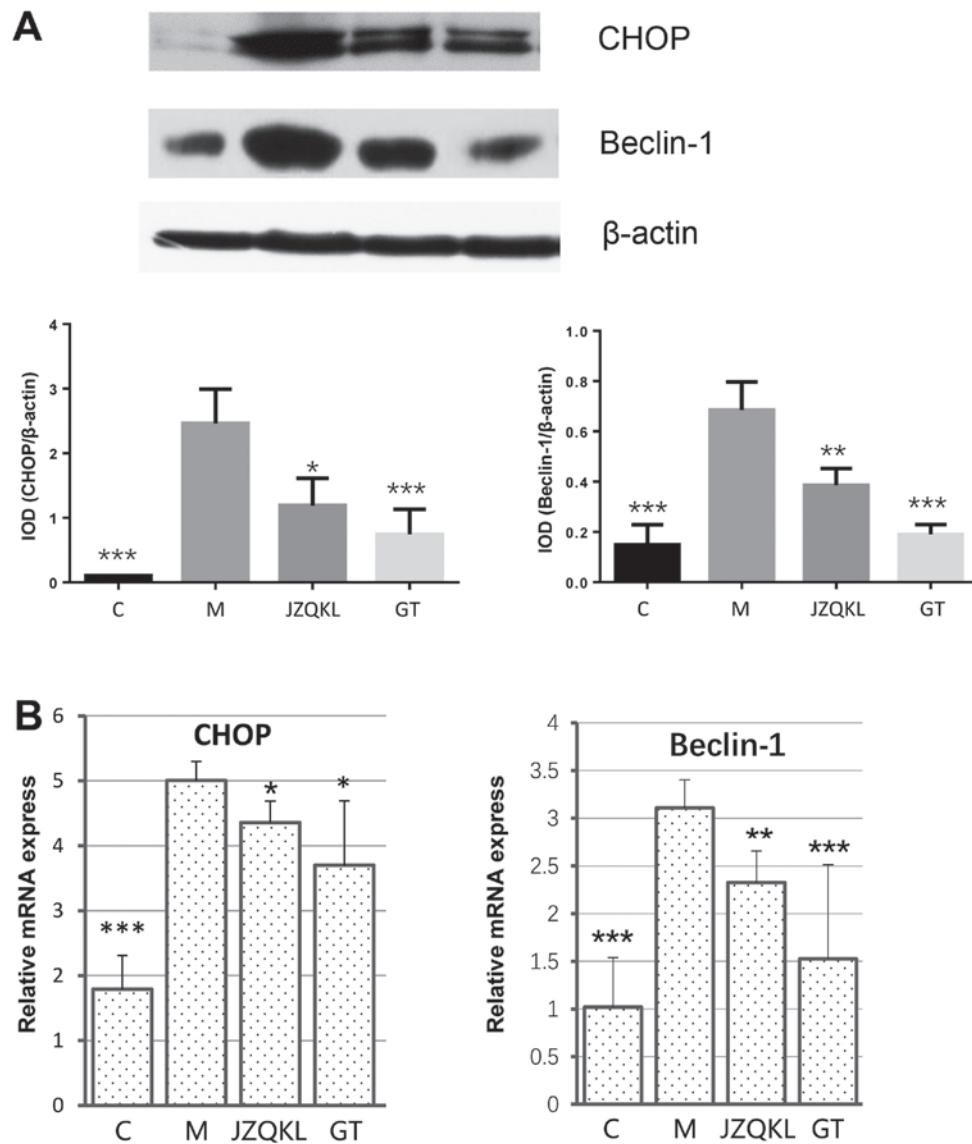 A
CHOP
Beclin-1
β-actin
IOD (CHOP/β-actin)
4
3
2
1
0
***
*
***
C M JZQKL GT
IOD (Beclin-1/β-actin)
1.0
0.8
0.6
0.4
0.2
0.0
***
**
***
C M JZQKL GT
B
CHOP
Relative mRNA express
6
5
4
3
2
1
0
***
*
*
C M JZQKL GT
Beclin-1
Relative mRNA express
4
3.5
3
2.5
2
1.5
1
0.5
0
***
**
***
C M JZQKL GT